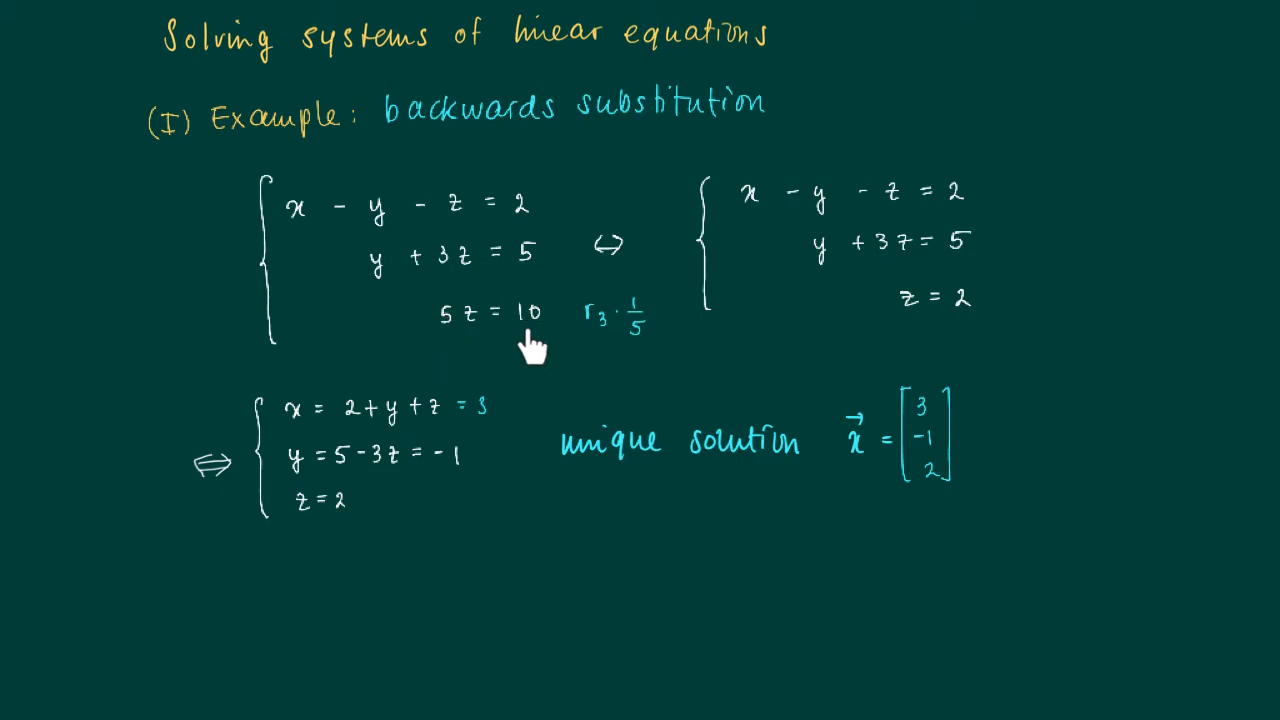 Solving systems of linear equations
(I) Example: backwards substitution
x - y - z = 2
y + 3z = 5 ⇔
5z = 10 r₃ · 1/5
x - y - z = 2
y + 3z = 5
z = 2
x = 2 + y + z = 3
⇔ y = 5 - 3z = -1
z = 2
unique solution x⃗ = [3 -1 2]